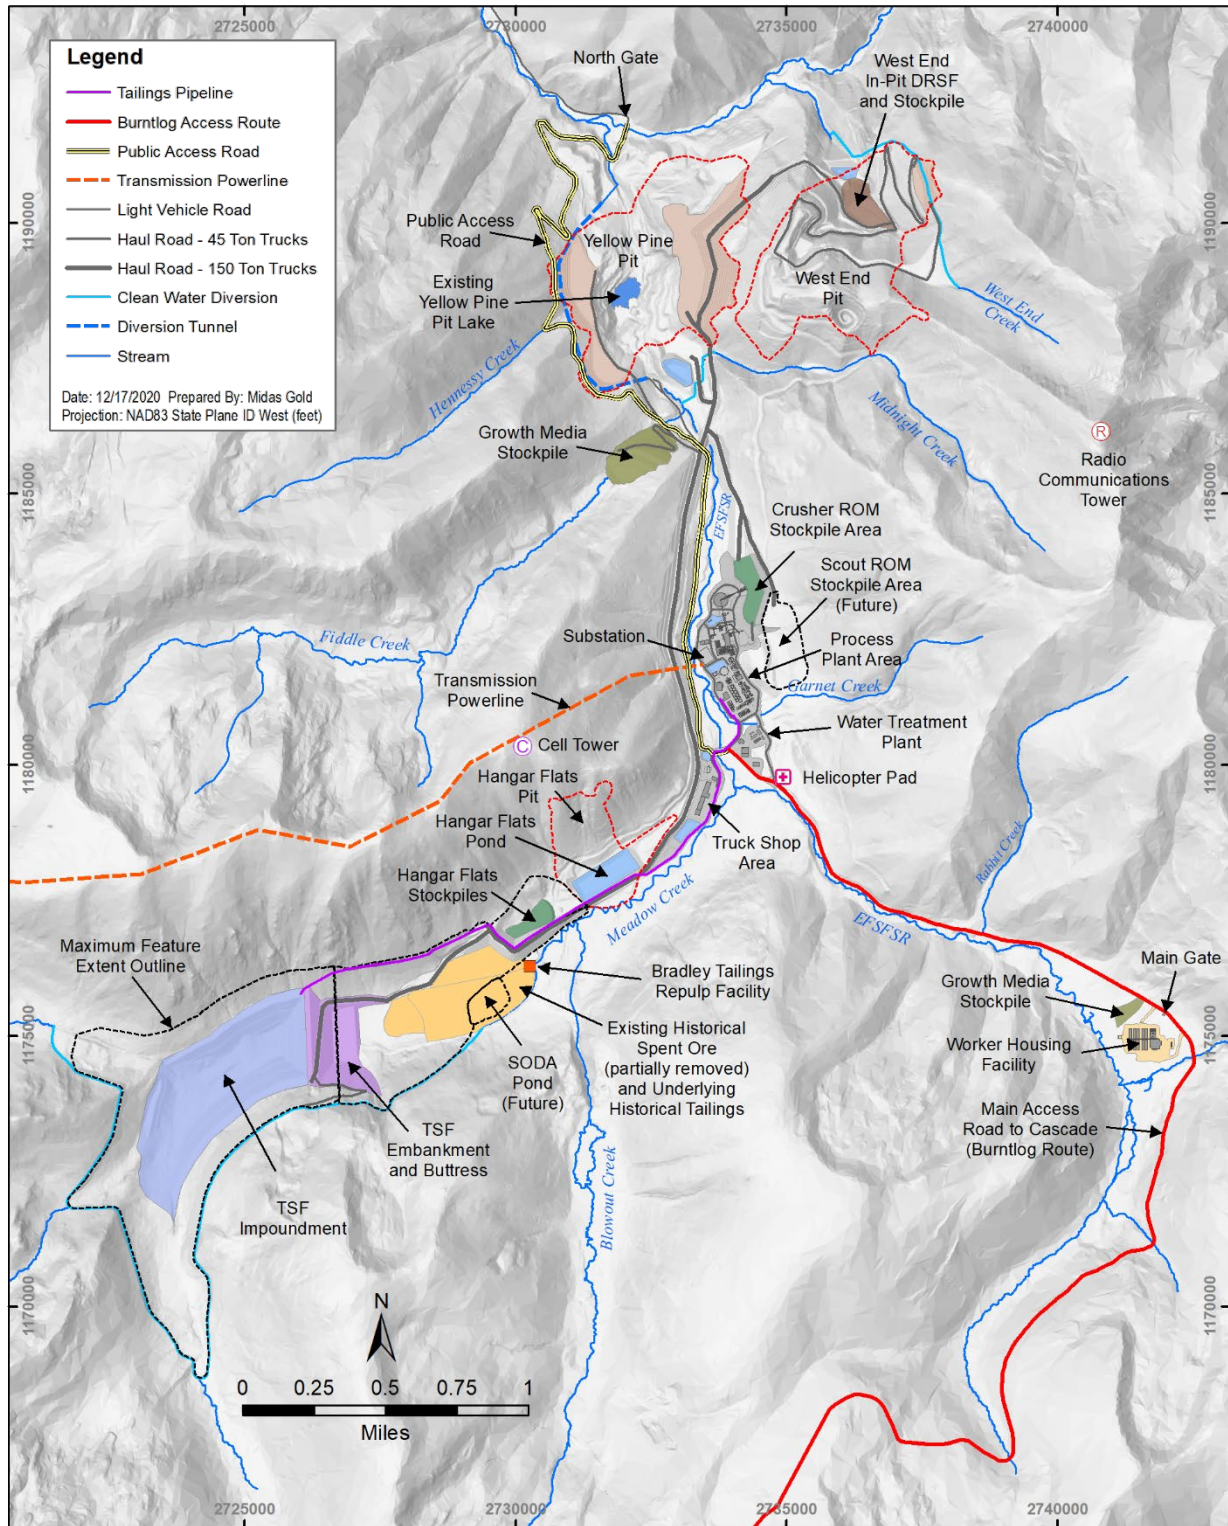 2725000
2730000
2735000
2740000
Legend
Tailings Pipeline
Burntlog Access Route
Public Access Road
Transmission Powerline
Light Vehicle Road
Haul Road - 45 Ton Trucks
Haul Road - 150 Ton Trucks
Clean Water Diversion
Diversion Tunnel
Stream
Date: 12/17/2020 Prepared By: Midas Gold
Projection: NAD83 State Plane ID West (feet)
North Gate
West End
In-Pit DRSF
and Stockpile
1190000
1190000
Public Access
Road
Yellow Pine
Pit
Existing
Yellow Pine
Pit Lake
West End
Pit
West End
Creek
Hennessy Creek
Midnight Creek
Growth Media
Stockpile
R
Radio
Communications
Tower
1185000
1185000
EFSFSR
Crusher ROM
Stockpile Area
Scout ROM
Stockpile Area
(Future)
Fiddle Creek
Substation
Process
Plant Area
Transmission
Powerline
Garnet Creek
C
Cell Tower
Water Treatment
Plant
1180000
1180000
Hangar Flats
Pit
Helicopter Pad
Hangar Flats
Pond
Truck Shop
Area
Rabbit Creek
Hangar Flats
Stockpiles
Meadow Creek
EFSFSR
Maximum Feature
Extent Outline
Bradley Tailings
Repulp Facility
Growth Media
Stockpile
Main Gate
1175000
1175000
Existing Historical
Spent Ore
(partially removed)
and Underlying
Historical Tailings
Worker Housing
Facility
SODA
Pond
(Future)
Main Access
Road to Cascade
(Burntlog Route)
TSF
Embankment
and Buttress
TSF
Impoundment
Blowout Creek
1170000
1170000
N
0 0.25 0.5 0.75 1
Miles
2725000
2730000
2735000
2740000